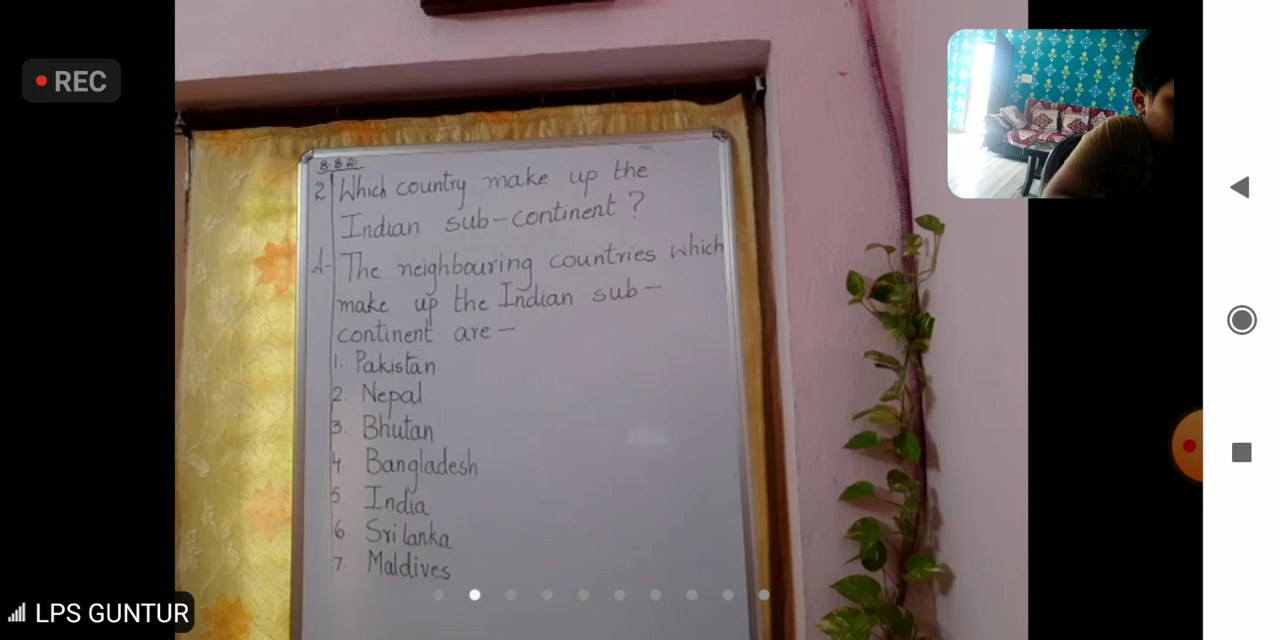 REC
8.8.21
2 Which country make up the
Indian sub-continent ?
A- The neighbouring countries which
make up the Indian sub-
continent are -
1. Pakistan
2. Nepal
3. Bhutan
4. Bangladesh
5 India
6. Srilanka
7. Maldives
LPS GUNTUR